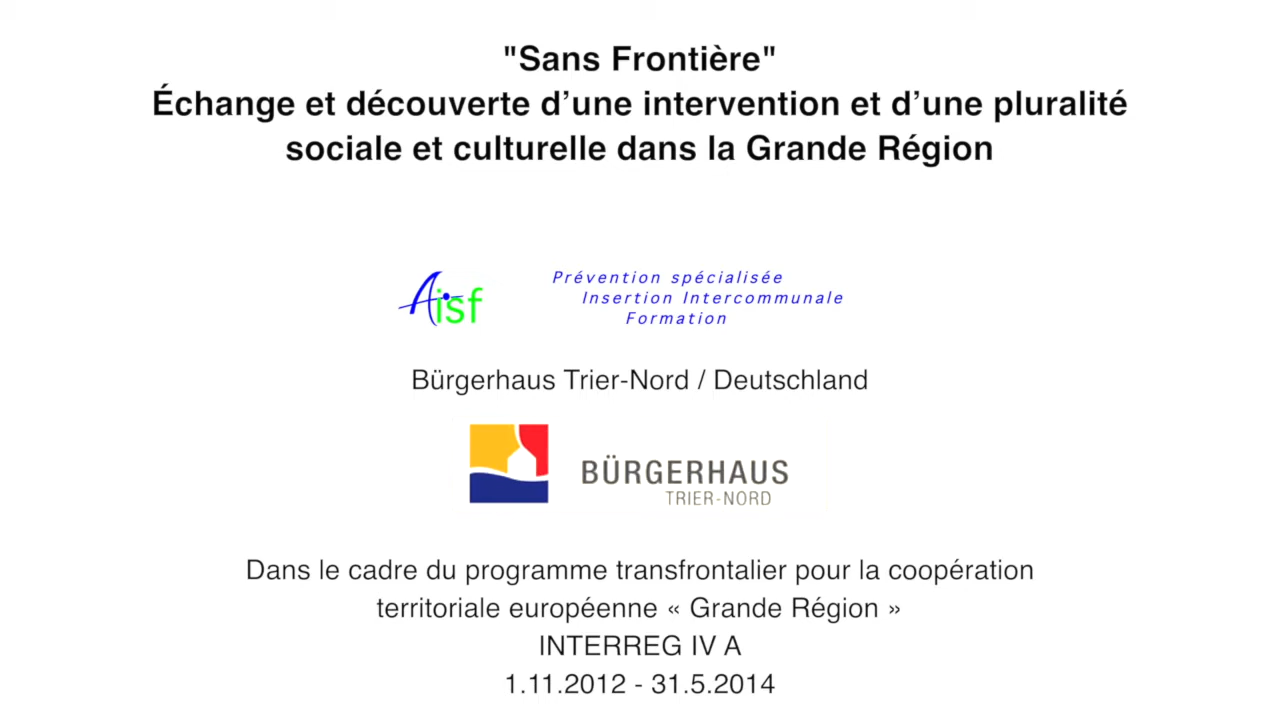 "Sans Frontière"
Échange et découverte d’une intervention et d’une pluralité
sociale et culturelle dans la Grande Région
Aisf
Prévention spécialisée
Insertion Intercommunale
Formation
Bürgerhaus Trier-Nord / Deutschland
BÜRGERHAUS
TRIER-NORD
Dans le cadre du programme transfrontalier pour la coopération
territoriale européenne « Grande Région »
INTERREG IV A
1.11.2012 - 31.5.2014